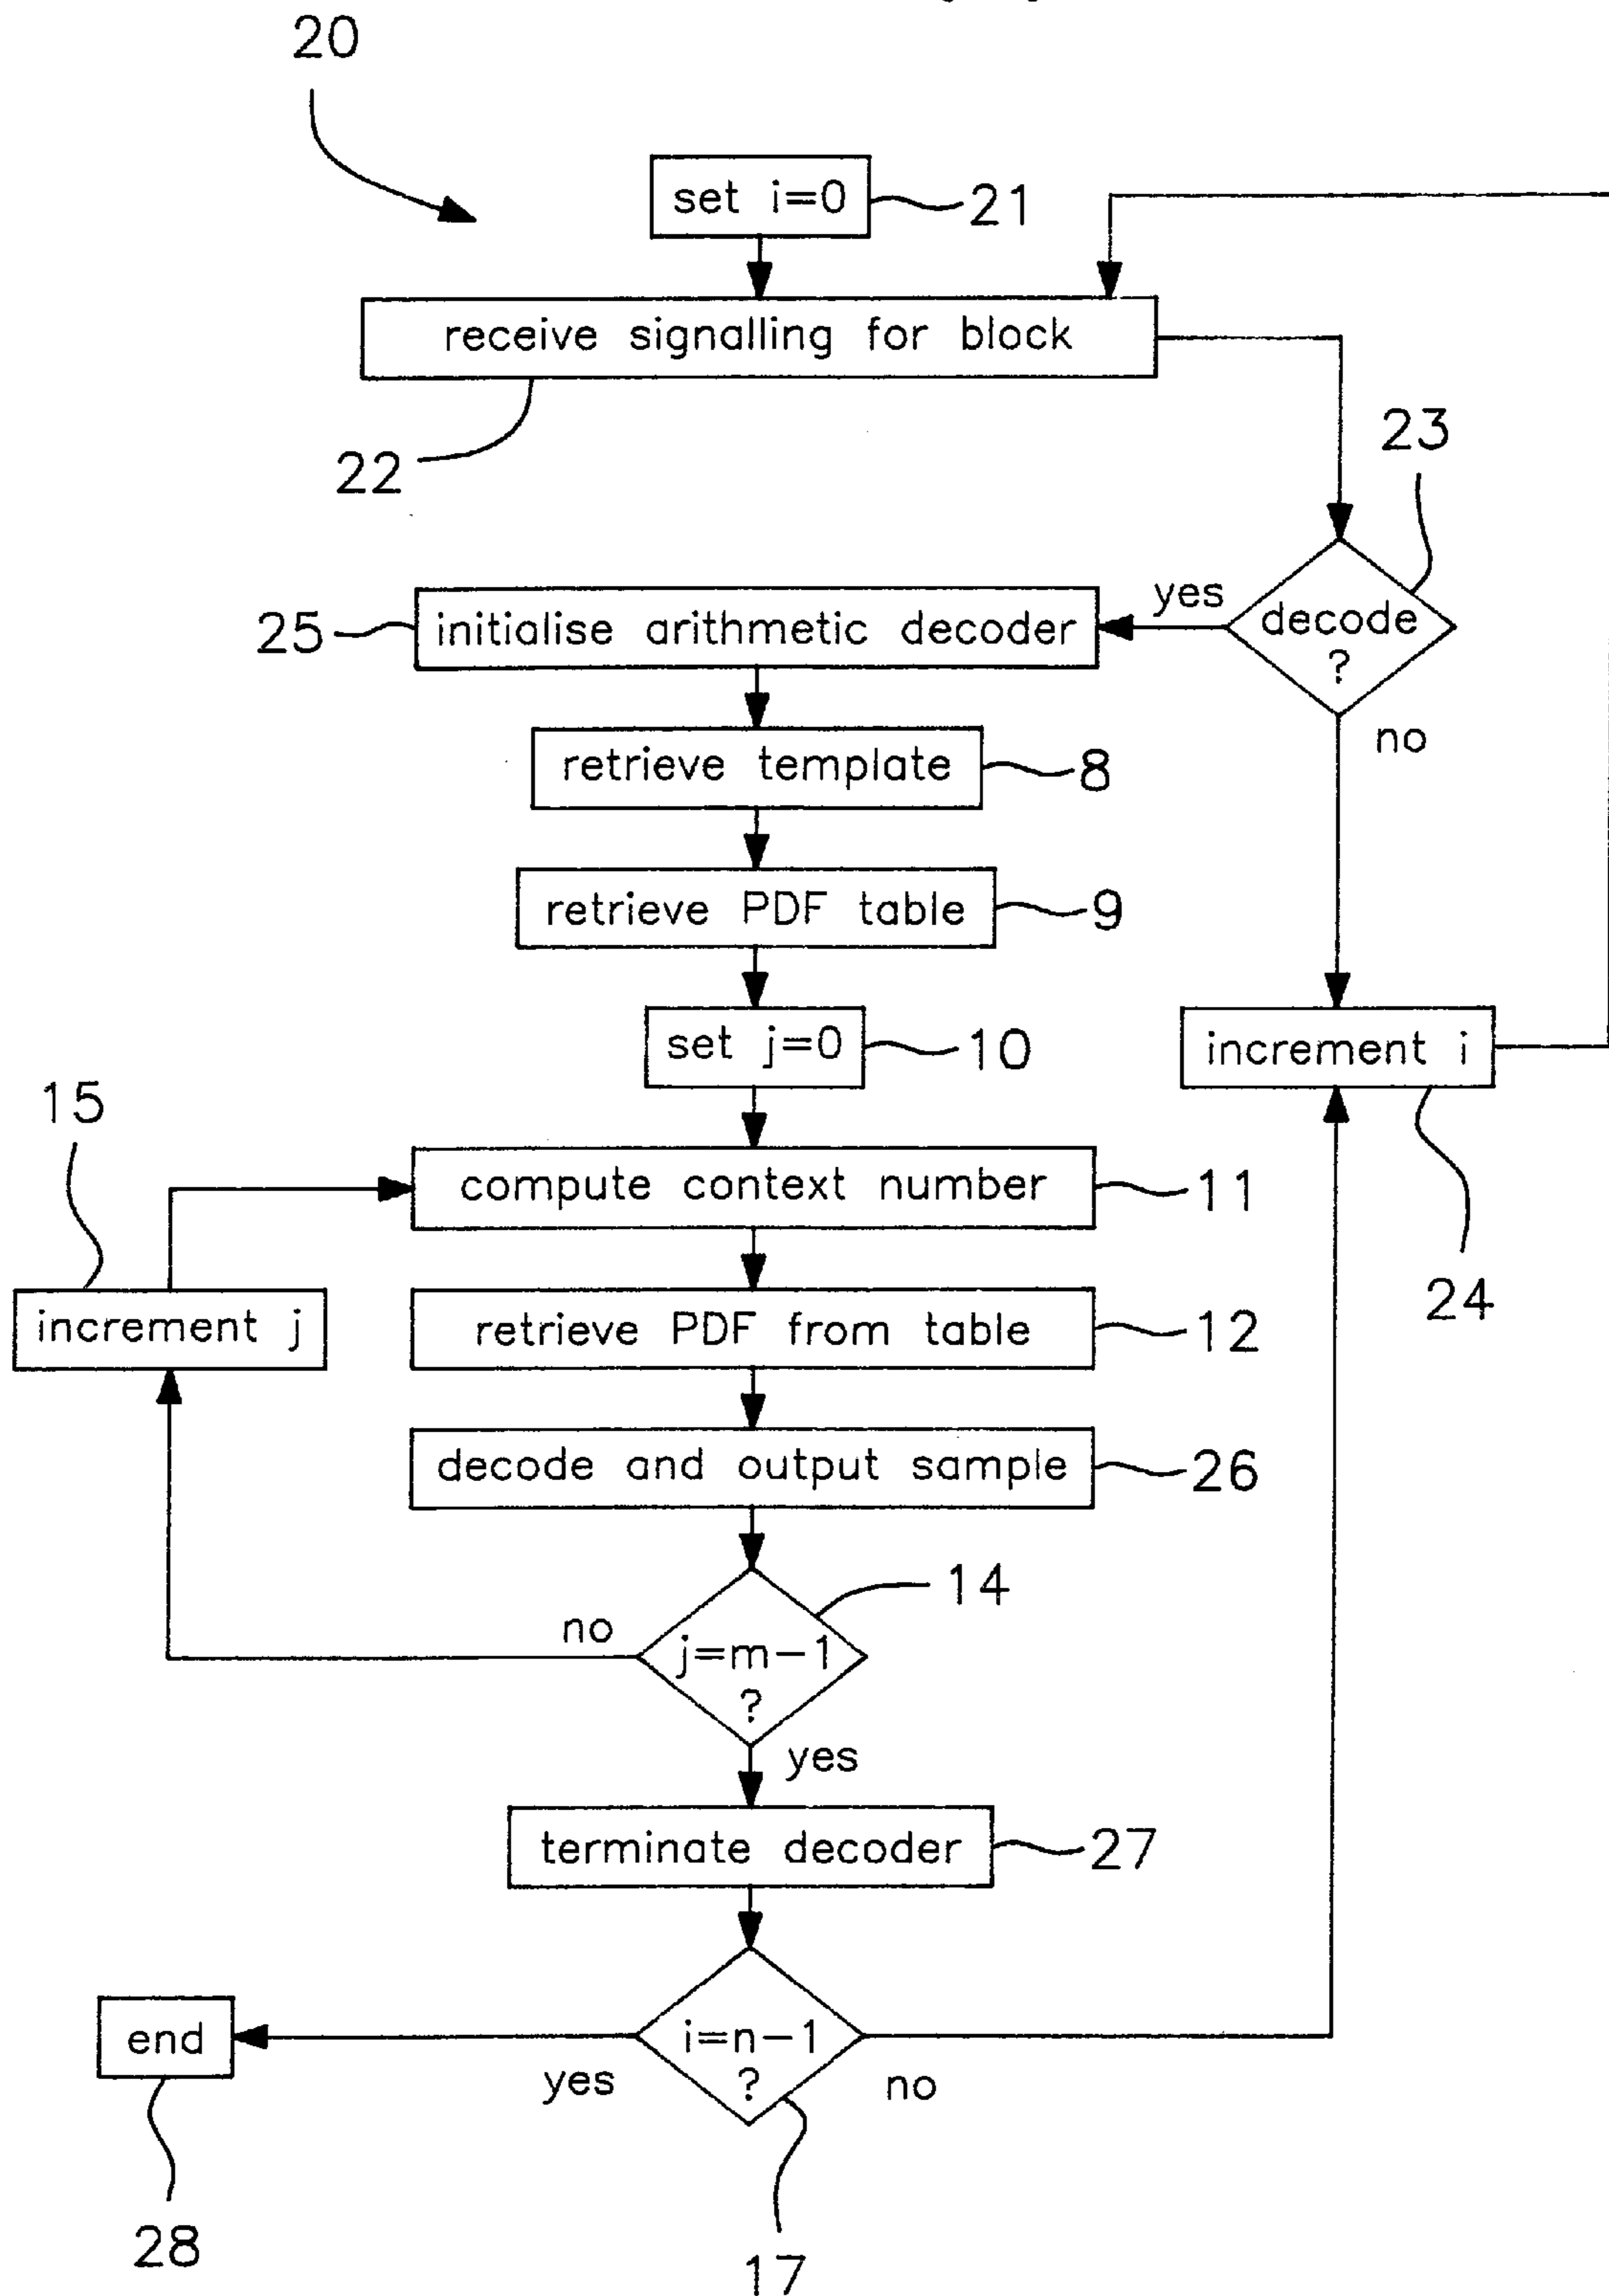 20
set i=0
21
receive signalling for block
22
23
decode
?
yes
no
initialise arithmetic decoder
25
retrieve template
8
retrieve PDF table
9
set j=0
10
increment i
24
15
compute context number
11
increment j
retrieve PDF from table
12
decode and output sample
26
14
no
j=m-1
?
yes
terminate decoder
27
end
28
yes
i=n-1
?
no
17